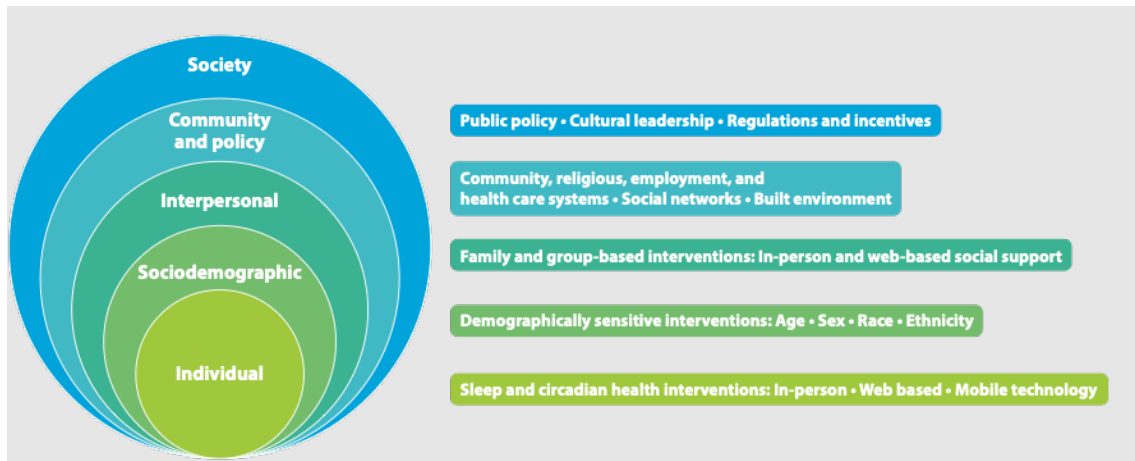 Society
Community
and policy
Interpersonal
Sociodemographic
Individual
Public policy • Cultural leadership • Regulations and incentives
Community, religious, employment, and
health care systems • Social networks • Built environment
Family and group-based interventions: In-person and web-based social support
Demographically sensitive interventions: Age • Sex • Race • Ethnicity
Sleep and circadian health interventions: In-person • Web based • Mobile technology